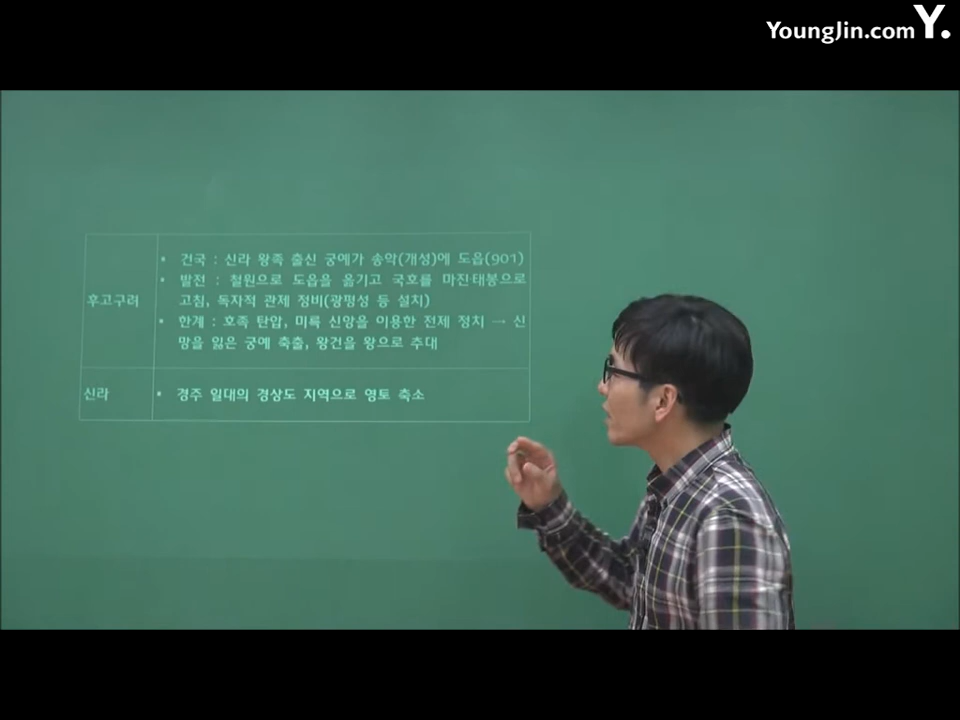 YoungJin.com Y.
• 건국 : 신라 왕족 출신 궁예가 송악(개성)에 도읍(901)
• 발전 : 철원으로 도읍을 옮기고 국호를 마진·태봉으로
후고구려
고침, 독자적 관제 정비(광평성 등 설치)
• 한계 : 호족 탄압, 미륵 신앙을 이용한 전제 정치 → 신
망을 잃은 궁예 축출, 왕건을 왕으로 추대
신라
• 경주 일대의 경상도 지역으로 영토 축소